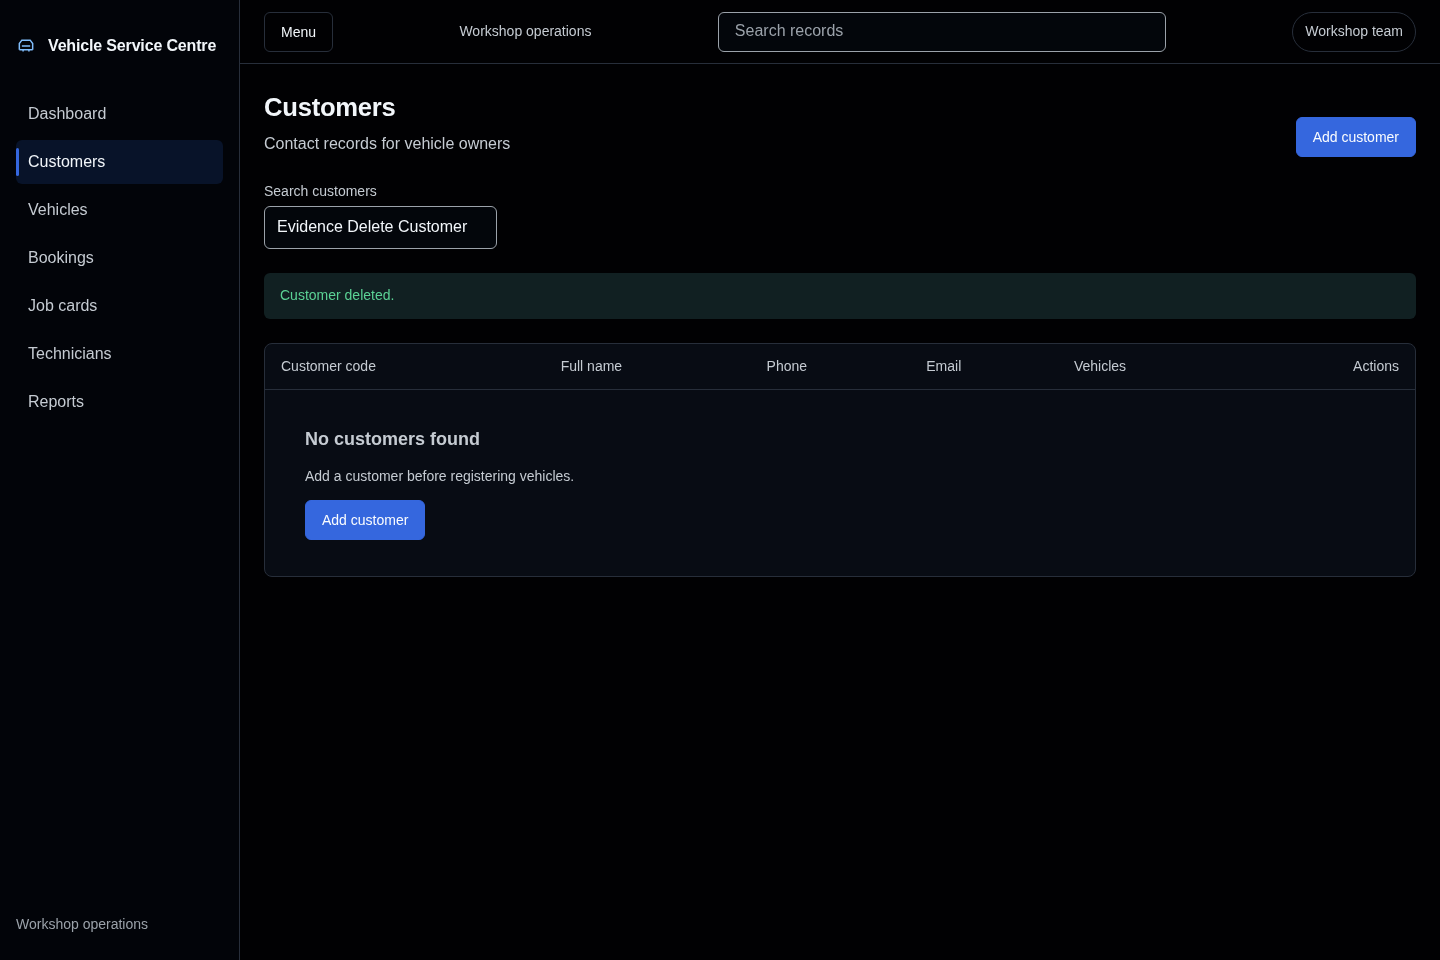 Vehicle Service Centre
Dashboard
Customers
Vehicles
Bookings
Job cards
Technicians
Reports
Workshop operations
Menu
Workshop operations
Search records
Workshop team
Customers
Contact records for vehicle owners
Add customer
Search customers
Evidence Delete Customer
Customer deleted.
Customer code Full name Phone Email Vehicles Actions
No customers found
Add a customer before registering vehicles.
Add customer